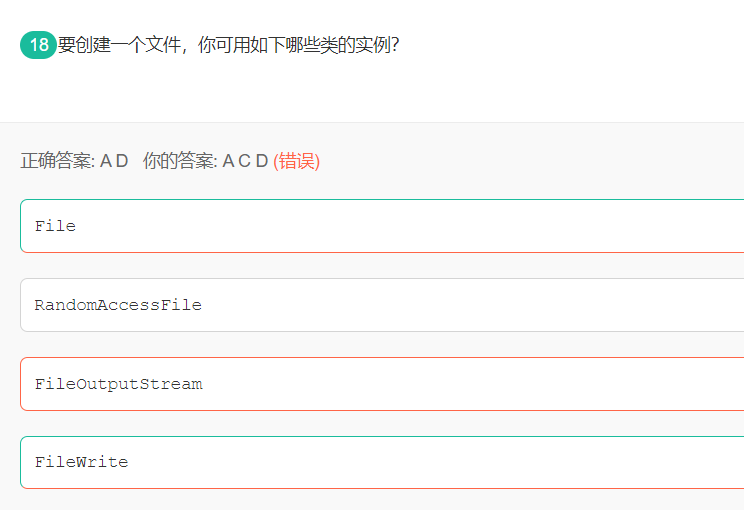 18 要创建一个文件，你可用如下哪些类的实例？
正确答案: A D 你的答案: A C D (错误)
File
RandomAccessFile
FileOutputStream
FileWrite